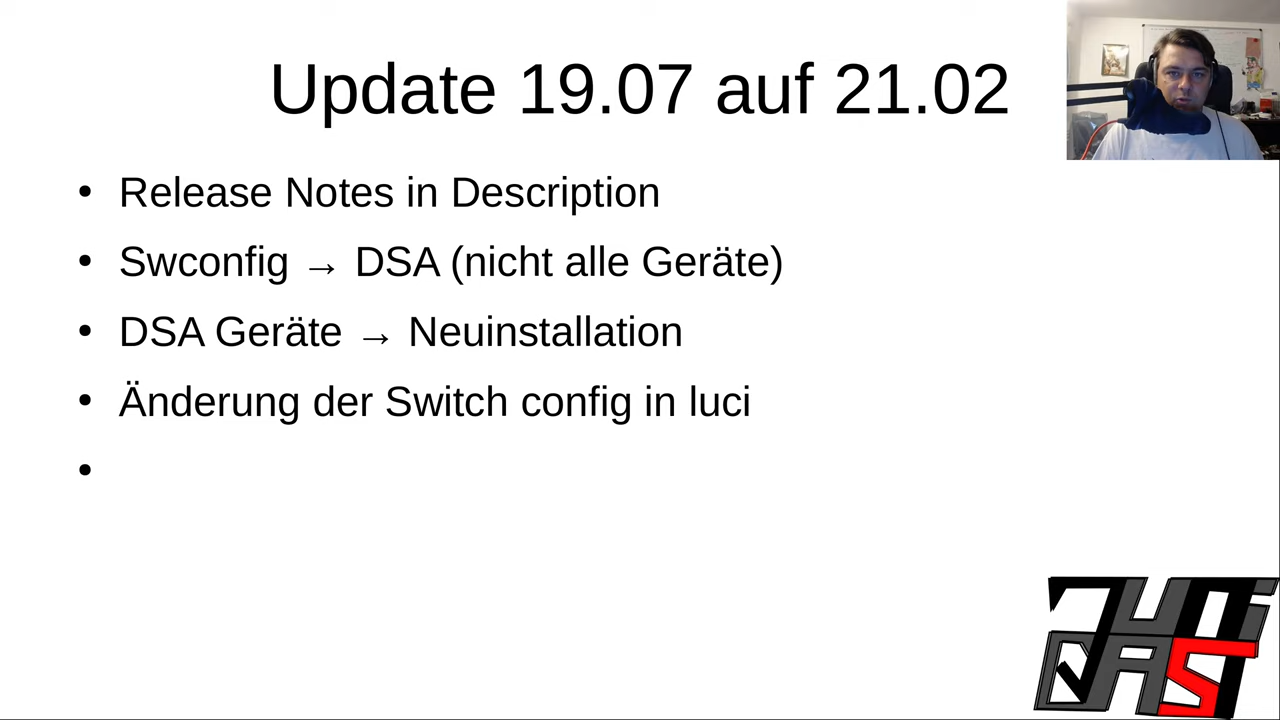 Update 19.07 auf 21.02
• Release Notes in Description
• Swconfig → DSA (nicht alle Geräte)
• DSA Geräte → Neuinstallation
• Änderung der Switch config in luci
•